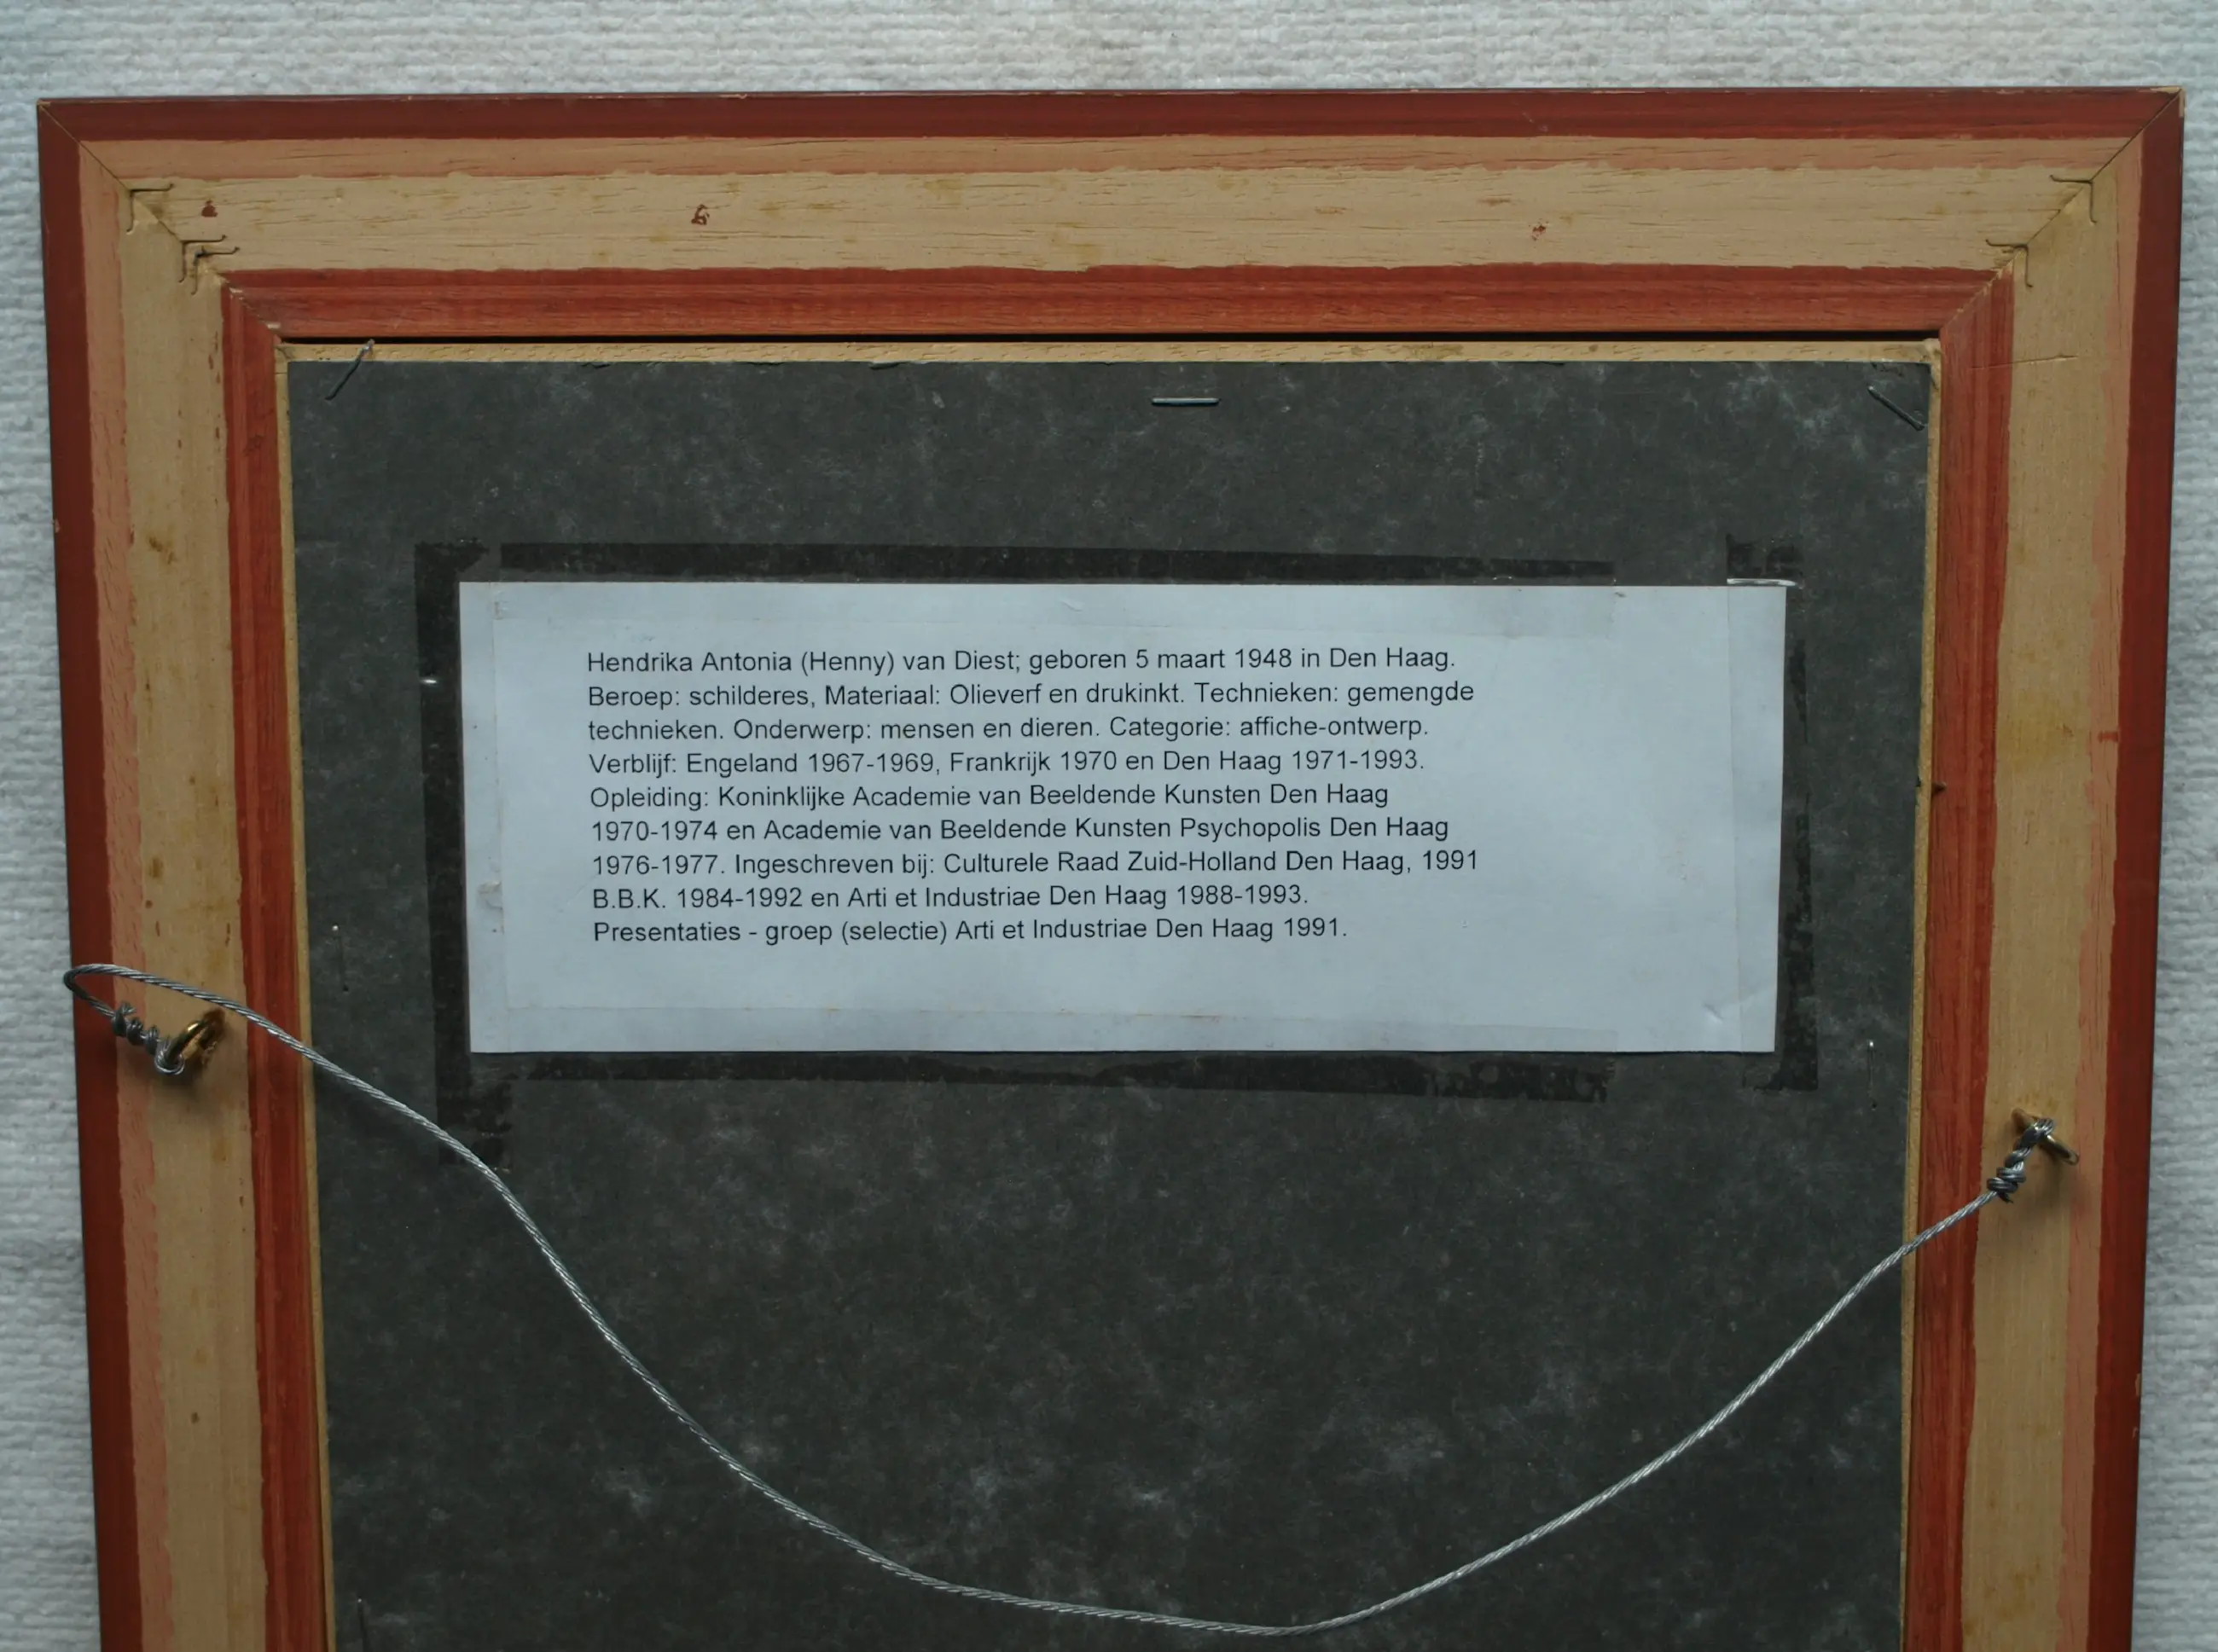 Hendrika Antonia (Henny) van Diest; geboren 5 maart 1948 in Den Haag.
Beroep: schilderes, Materiaal: Olieverf en drukinkt. Technieken: gemengde
technieken. Onderwerp: mensen en dieren. Categorie: affiche-ontwerp.
Verblijf: Engeland 1967-1969, Frankrijk 1970 en Den Haag 1971-1993.
Opleiding: Koninklijke Academie van Beeldende Kunsten Den Haag
1970-1974 en Academie van Beeldende Kunsten Psychopolis Den Haag
1976-1977. Ingeschreven bij: Culturele Raad Zuid-Holland Den Haag, 1991
B.B.K. 1984-1992 en Arti et Industriae Den Haag 1988-1993.
Presentaties - groep (selectie) Arti et Industriae Den Haag 1991.